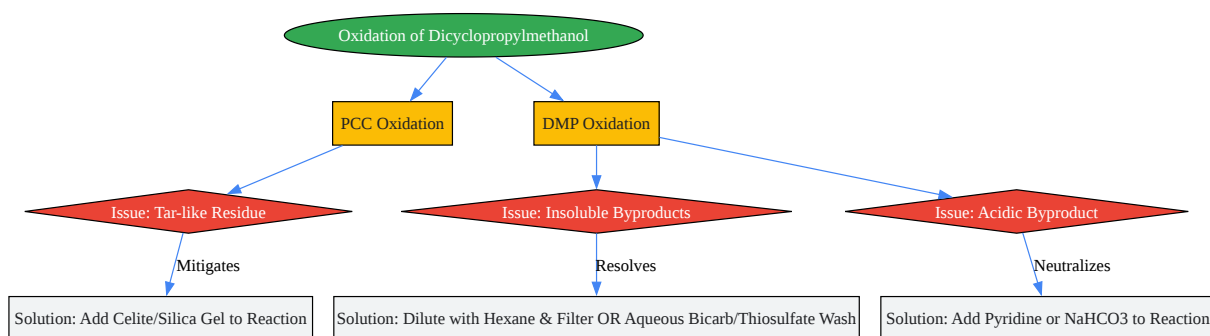 Oxidation of Dicyclopropylmethanol
PCC Oxidation
DMP Oxidation
Issue: Tar-like Residue
Issue: Insoluble Byproducts
Issue: Acidic Byproduct
Mitigates
Resolves
Neutralizes
Solution: Add Celite/Silica Gel to Reaction
Solution: Dilute with Hexane & Filter OR Aqueous Bicarb/Thiosulfate Wash
Solution: Add Pyridine or NaHCO3 to Reaction